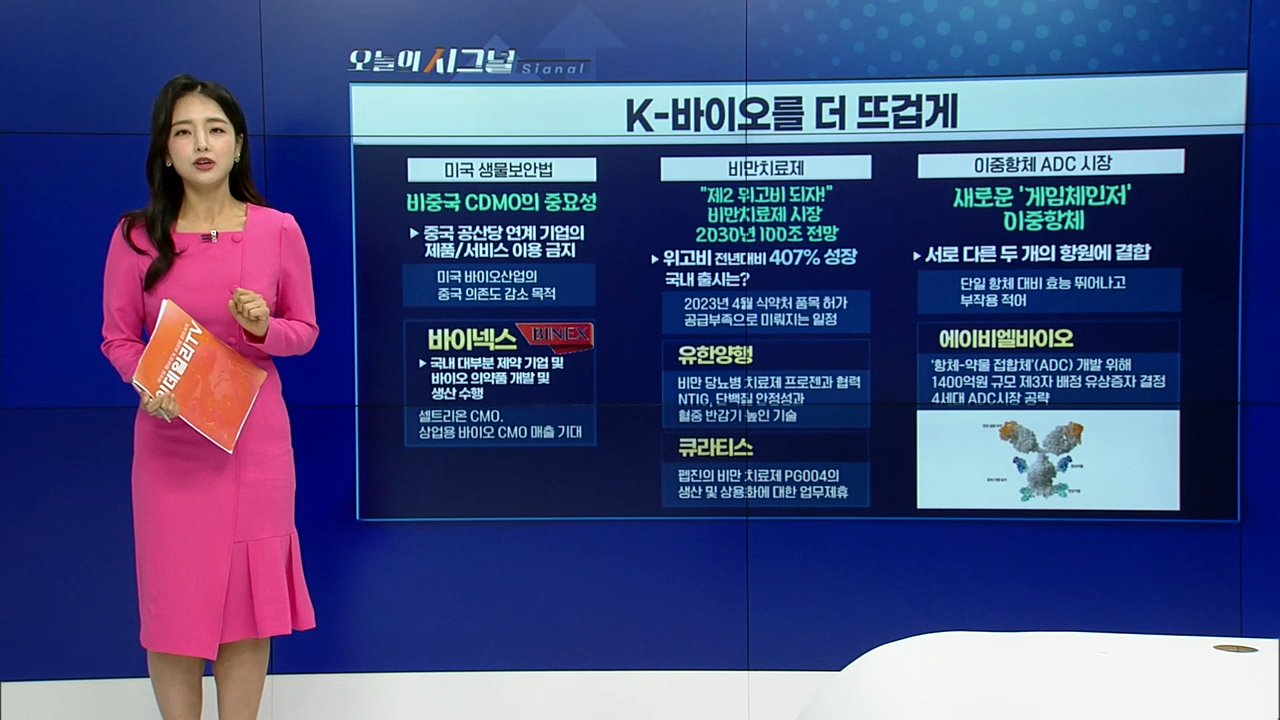 오늘의 시그널
Signal
K-바이오를 더 뜨겁게
미국 생물보안법
비중국 CDMO의 중요성
▶ 중국 공산당 연계 기업의
제품/서비스 이용 금지
미국 바이오산업의
중국 의존도 감소 목적
바이넥스
BINEX
▶ 국내 대부분 제약 기업 및
바이오 의약품 개발 및
생산 수행
셀트리온 CMO,
상업용 바이오 CMO 매출 기대
비만치료제
"제2 위고비 되자!"
비만치료제 시장
2030년 100조 전망
▶ 위고비 전년대비 407% 성장
국내 출시는?
2023년 4월 식약처 품목 허가
공급부족으로 미뤄지는 일정
유한양행
비만 당뇨병 치료제 프로젠과 협력
NTIG, 단백질 안정성과
혈중 반감기 높인 기술
큐라티스
펩진의 비만 치료제 PG004의
생산 및 상용화에 대한 업무제휴
이중항체 ADC 시장
새로운 '게임체인저'
이중항체
▶ 서로 다른 두 개의 항원에 결합
단일 항체 대비 효능 뛰어나고
부작용 적어
에이비엘바이오
'항체-약물 접합체'(ADC) 개발 위해
1400억원 규모 제3자 배정 유상증자 결정
4세대 ADC시장 공략
이데일리TV